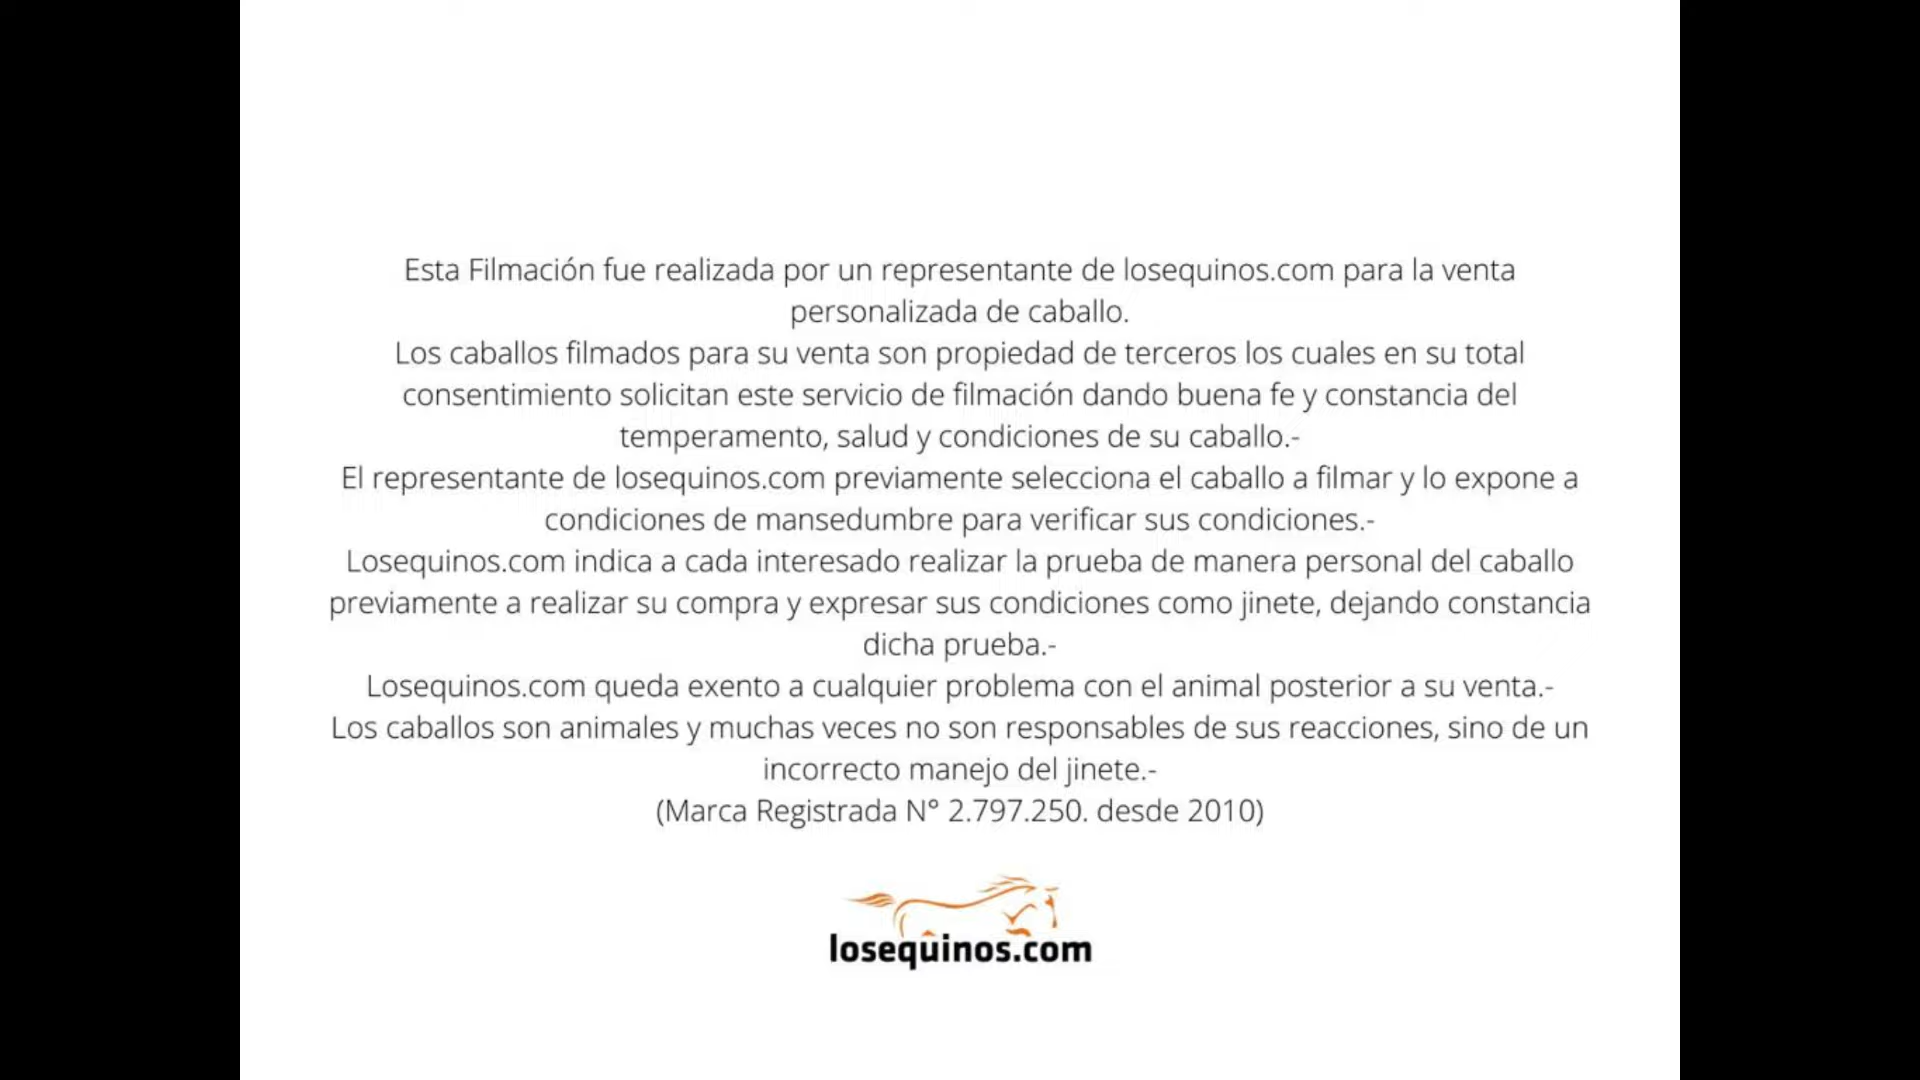 Esta Filmación fue realizada por un representante de losequinos.com para la venta
personalizada de caballo.
Los caballos filmados para su venta son propiedad de terceros los cuales en su total
consentimiento solicitan este servicio de filmación dando buena fe y constancia del
temperamento, salud y condiciones de su caballo.-
El representante de losequinos.com previamente selecciona el caballo a filmar y lo expone a
condiciones de mansedumbre para verificar sus condiciones.-
Losequinos.com indica a cada interesado realizar la prueba de manera personal del caballo
previamente a realizar su compra y expresar sus condiciones como jinete, dejando constancia
dicha prueba.-
Losequinos.com queda exento a cualquier problema con el animal posterior a su venta.-
Los caballos son animales y muchas veces no son responsables de sus reacciones, sino de un
incorrecto manejo del jinete.-
(Marca Registrada N° 2.797.250. desde 2010)
losequinos.com